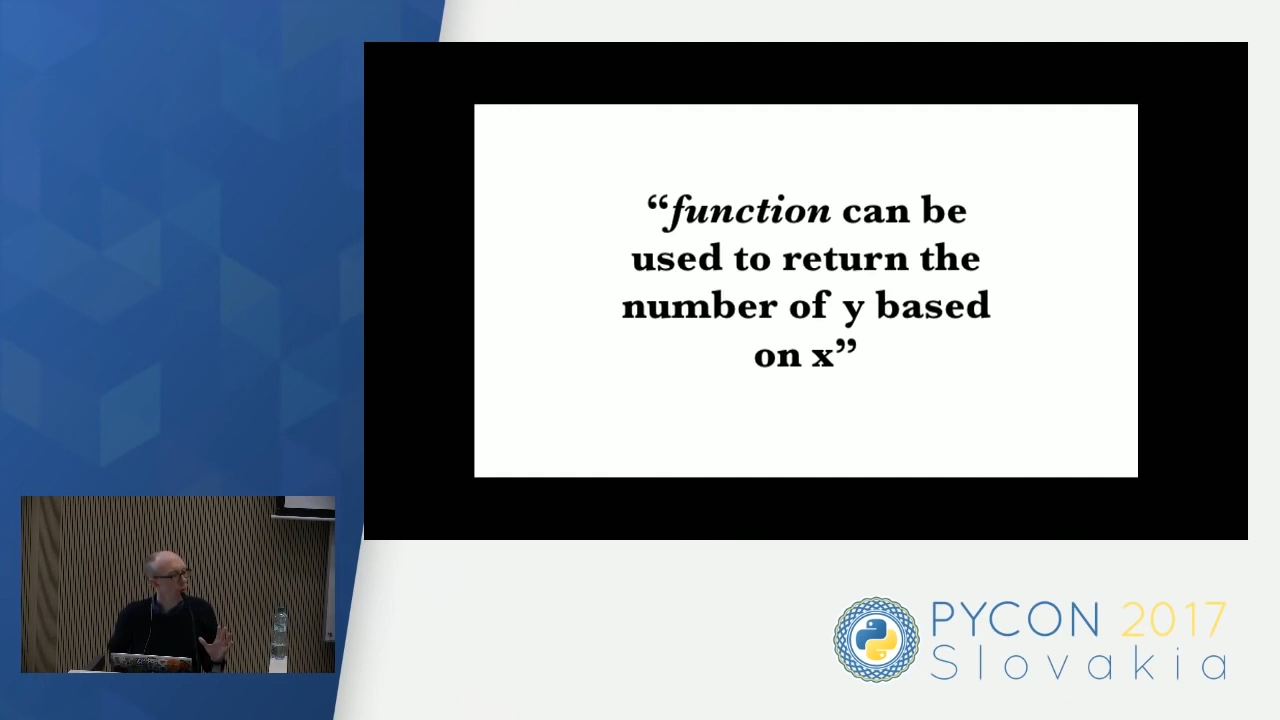 “function can be
used to return the
number of y based
on x”
PYCON 2017
Slovakia